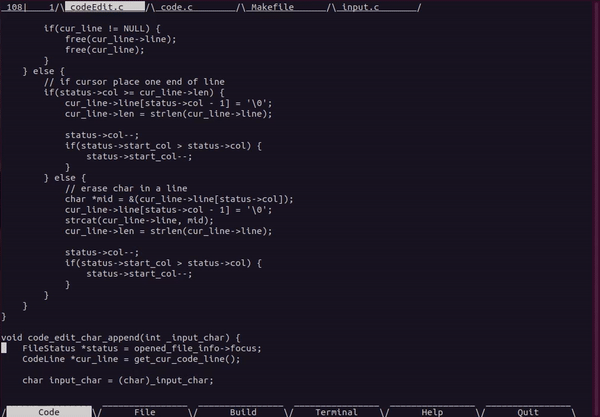 108|    1/\ codeEdit.c    /\ code.c        /\ Makefile      /\ input.c       /
        if(cur_line != NULL) {
            free(cur_line->line);
            free(cur_line);
        }
    } else {
        // if cursor place one end of line
        if(status->col >= cur_line->len) {
            cur_line->line[status->col - 1] = '\0';
            cur_line->len = strlen(cur_line->line);

            status->col--;
            if(status->start_col > status->col) {
                status->start_col--;
            }
        } else {
            // erase char in a line
            char *mid = &(cur_line->line[status->col]);
            cur_line->line[status->col - 1] = '\0';
            strcat(cur_line->line, mid);
            cur_line->len = strlen(cur_line->line);

            status->col--;
            if(status->start_col > status->col) {
                status->start_col--;
            }
        }
    }
}

void code_edit_char_append(int _input_char) {
    FileStatus *status = opened_file_info->focus;
    CodeLine *cur_line = get_cur_code_line();

    char input_char = (char)_input_char;
/      Code      \/      File      \/      Build      \/    Terminal    \/      Help      \/      Quit      \